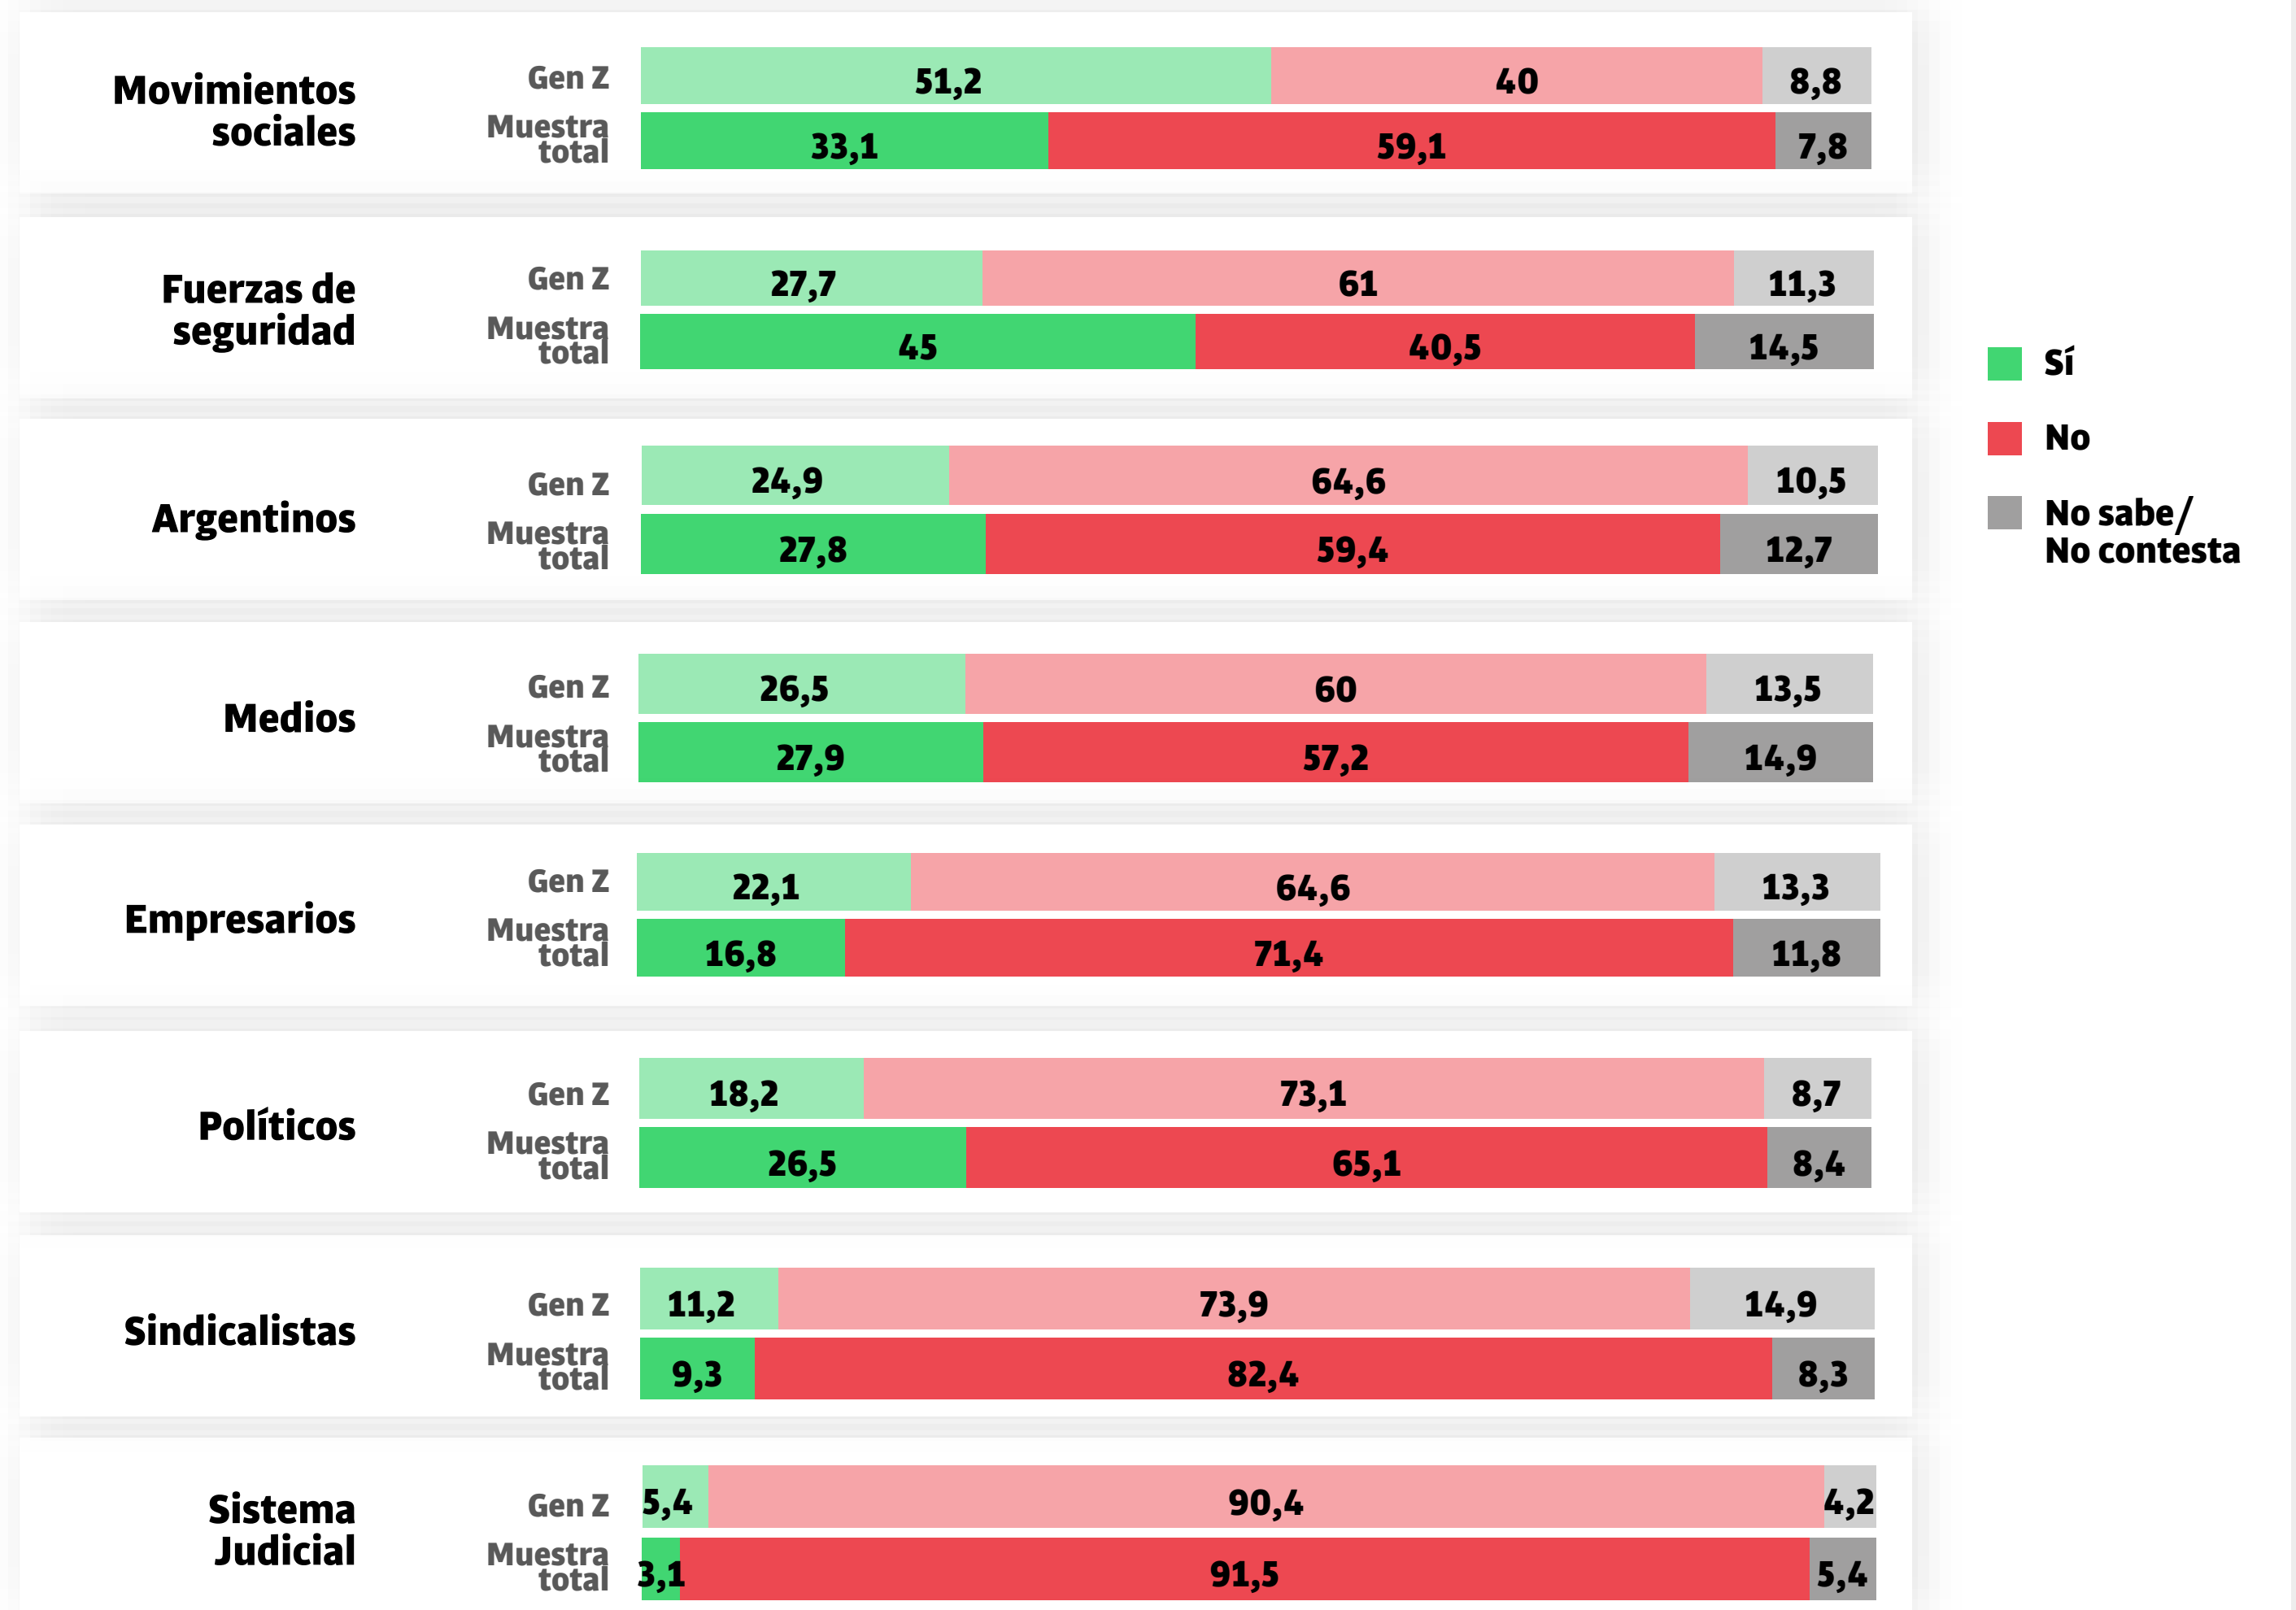 Movimientos
sociales
Gen Z
51,2
40
8,8
Muestra
total
33,1
59,1
7,8
Fuerzas de
seguridad
Gen Z
27,7
61
11,3
Muestra
total
45
40,5
14,5
Argentinos
Gen Z
24,9
64,6
10,5
Muestra
total
27,8
59,4
12,7
Medios
Gen Z
26,5
60
13,5
Muestra
total
27,9
57,2
14,9
Empresarios
Gen Z
22,1
64,6
13,3
Muestra
total
16,8
71,4
11,8
Políticos
Gen Z
18,2
73,1
8,7
Muestra
total
26,5
65,1
8,4
Sindicalistas
Gen Z
11,2
73,9
14,9
Muestra
total
9,3
82,4
8,3
Sistema
Judicial
Gen Z
5,4
90,4
4,2
Muestra
total
3,1
91,5
5,4
Sí
No
No sabe/
No contesta